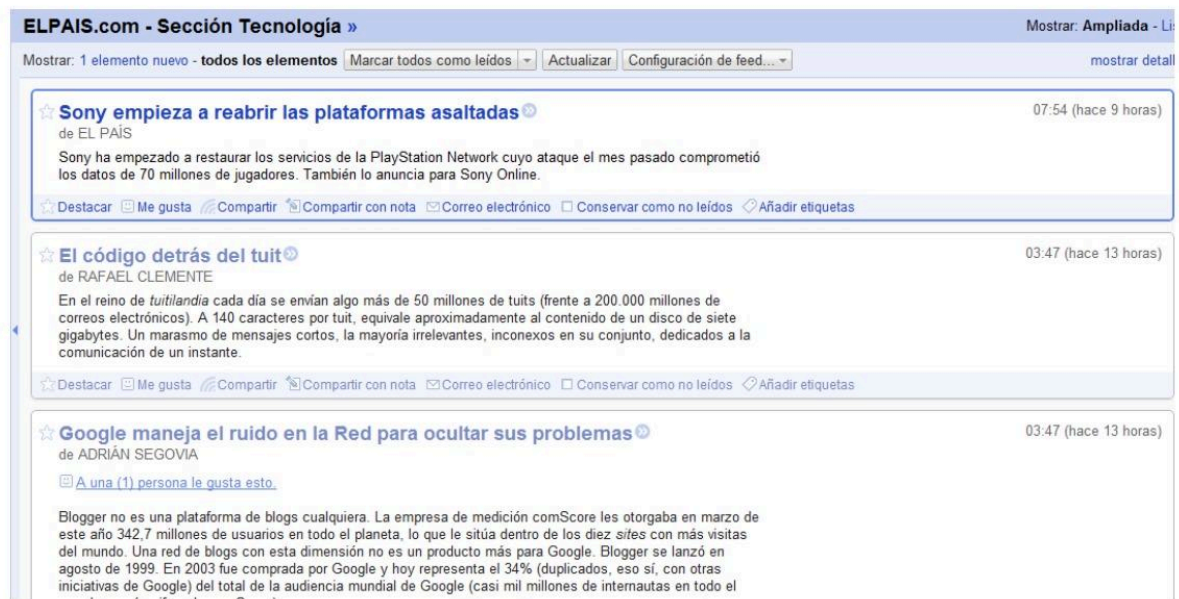 ELPAIS.com - Sección Tecnología »
Mostrar: Ampliada -
Mostrar: 1 elemento nuevo - todos los elementos Marcar todos como leídos Actualizar Configuración de feed...
mostrar
Sony empieza a reabrir las plataformas asaltadas
07:54 (hace 9 horas)
de EL PAÍS
Sony ha empezado a restaurar los servicios de la PlayStation Network cuyo ataque el mes pasado comprometió
los datos de 70 millones de jugadores. También lo anuncia para Sony Online.
Destacar Me gusta Compartir Compartir con nota Correo electrónico Conservar como no leídos Añadir etiquetas
El código detrás del tuit
03:47 (hace 13 horas)
de RAFAEL CLEMENTE
En el reino de tuitilandia cada día se envían algo más de 50 millones de tuits (frente a 200.000 millones de
correos electrónicos). A 140 caracteres por tuit, equivale aproximadamente al contenido de un disco de siete
gigabytes. Un marasmo de mensajes cortos, la mayoría irrelevantes, inconexos en su conjunto, dedicados a la
comunicación de un instante.
Destacar Me gusta Compartir Compartir con nota Correo electrónico Conservar como no leídos Añadir etiquetas
Google maneja el ruido en la Red para ocultar sus problemas
03:47 (hace 13 horas)
de ADRIÁN SEGOVIA
A una (1) persona le gusta esto.
Blogger no es una plataforma de blogs cualquiera. La empresa de medición comScore les otorgaba en marzo de
este año 342,7 millones de usuarios en todo el planeta, lo que le sitúa dentro de los diez sites con más visitas
del mundo. Una red de blogs con esta dimensión no es un producto más para Google. Blogger se lanzó en
agosto de 1999. En 2003 fue comprada por Google y hoy representa el 34% (duplicados, eso sí, con otras
iniciativas de Google) del total de la audiencia mundial de Google (casi mil millones de internautas en todo el